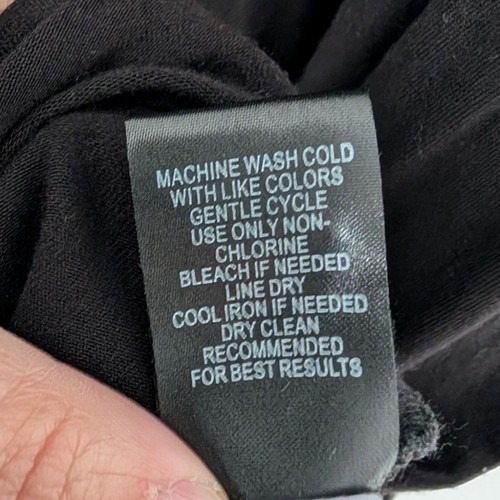 MACHINE WASH COLD
WITH LIKE COLORS
GENTLE CYCLE
USE ONLY NON-
CHLORINE
BLEACH IF NEEDED
LINE DRY
COOL IRON IF NEEDED
DRY CLEAN
RECOMMENDED
FOR BEST RESULTS